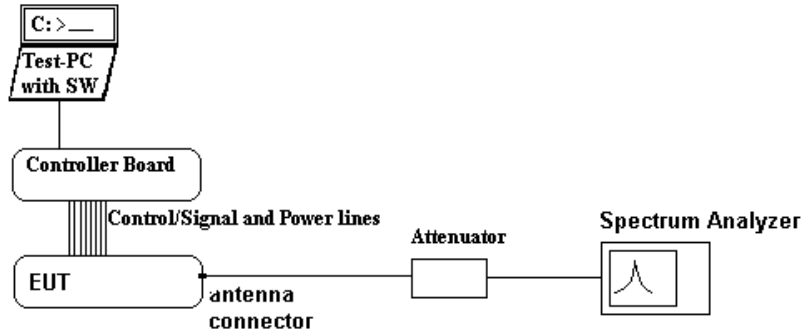 C:>__
Test-PC
with SW
Controller Board
Control/Signal and Power lines
Spectrum Analyzer
Attenuator
EUT
antenna
connector